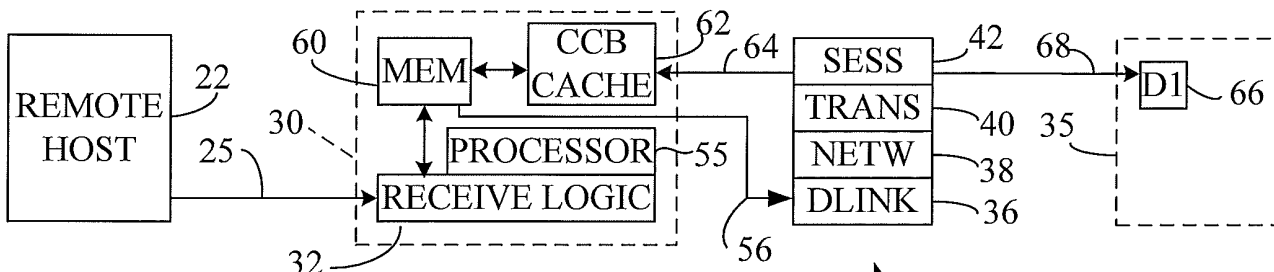 REMOTE
HOST
22
25
30
60
MEM
CCB
CACHE
62
PROCESSOR
55
RECEIVE LOGIC
32
64
56
SESS
TRANS
NETW
DLINK
42
40
38
36
68
D1
66
35